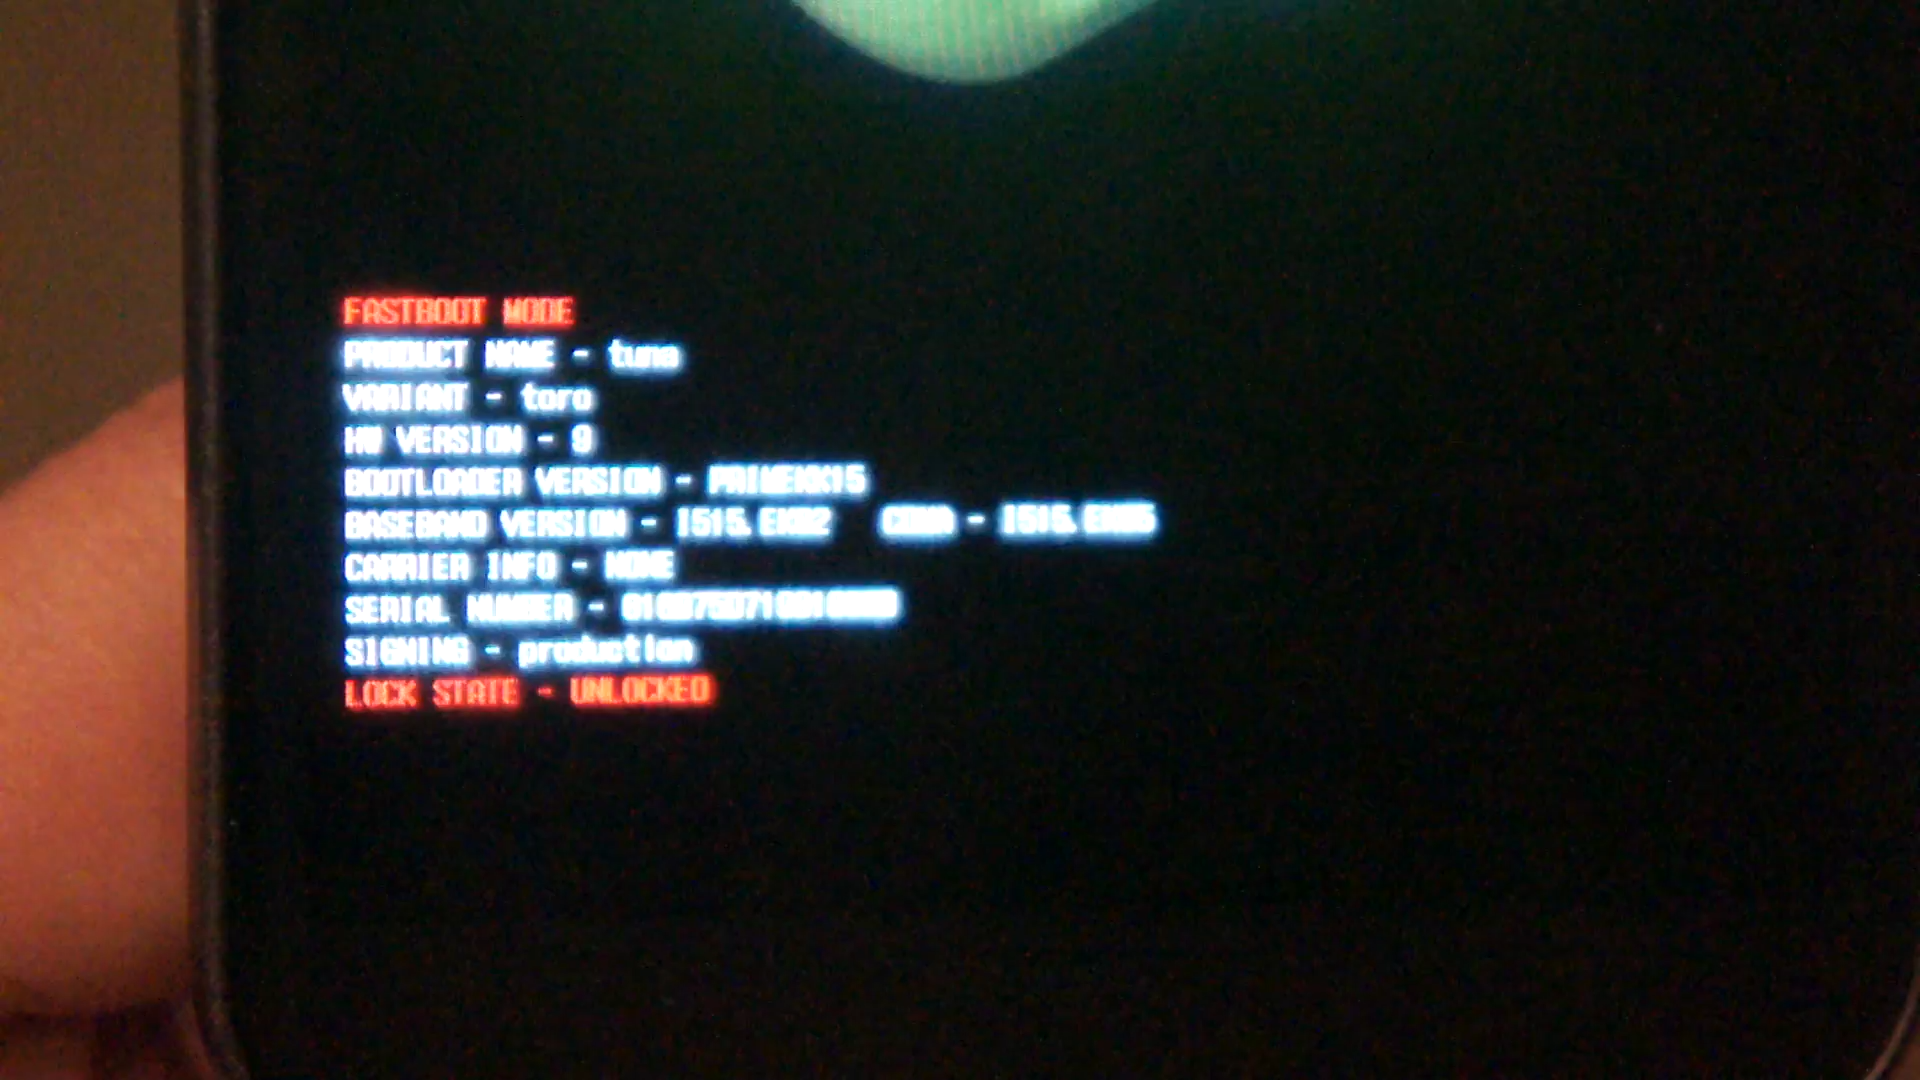 FASTBOOT MODE
PRODUCT NAME - tuna
VARIANT - toro
HW VERSION - 9
BOOTLOADER VERSION - PRIMEKK15
BASEBAND VERSION - I515.EK02 CDMA - I515.EK05
CARRIER INFO - NONE
SERIAL NUMBER -
SIGNING - production
LOCK STATE - UNLOCKED